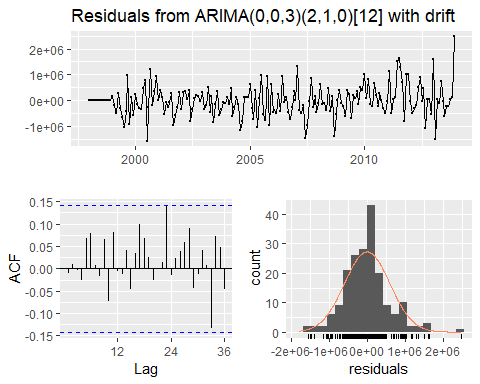 Residuals from ARIMA(0,0,3)(2,1,0)[12] with drift
2e+06
1e+06
0e+00
-1e+06
2000 2005 2010
0.15
0.10
0.05
0.00
-0.05
-0.10
-0.15
ACF
12 24 36
Lag
40
30
20
10
0
count
-2e+06 -1e+06 0e+00 1e+06 2e+06
residuals